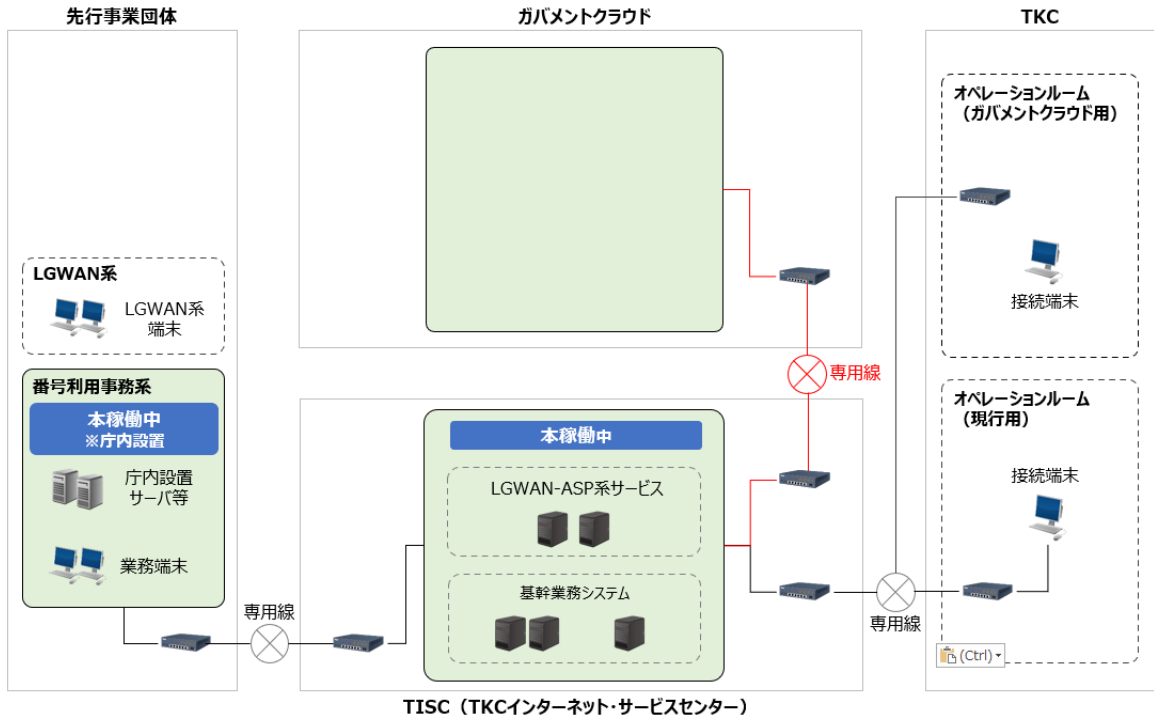 先行事業団体
ガバメントクラウド
TKC
オペレーションルーム
(ガバメントクラウド用)
接続端末
LGWAN系
LGWAN系
端末
専用線
番号利用事務系
本稼働中
※庁内設置
庁内設置
サーバ等
業務端末
専用線
本稼働中
LGWAN-ASP系サービス
基幹業務システム
オペレーションルーム
(現行用)
接続端末
専用線
(Ctrl)
TISC(TKCインターネット・サービスセンター)